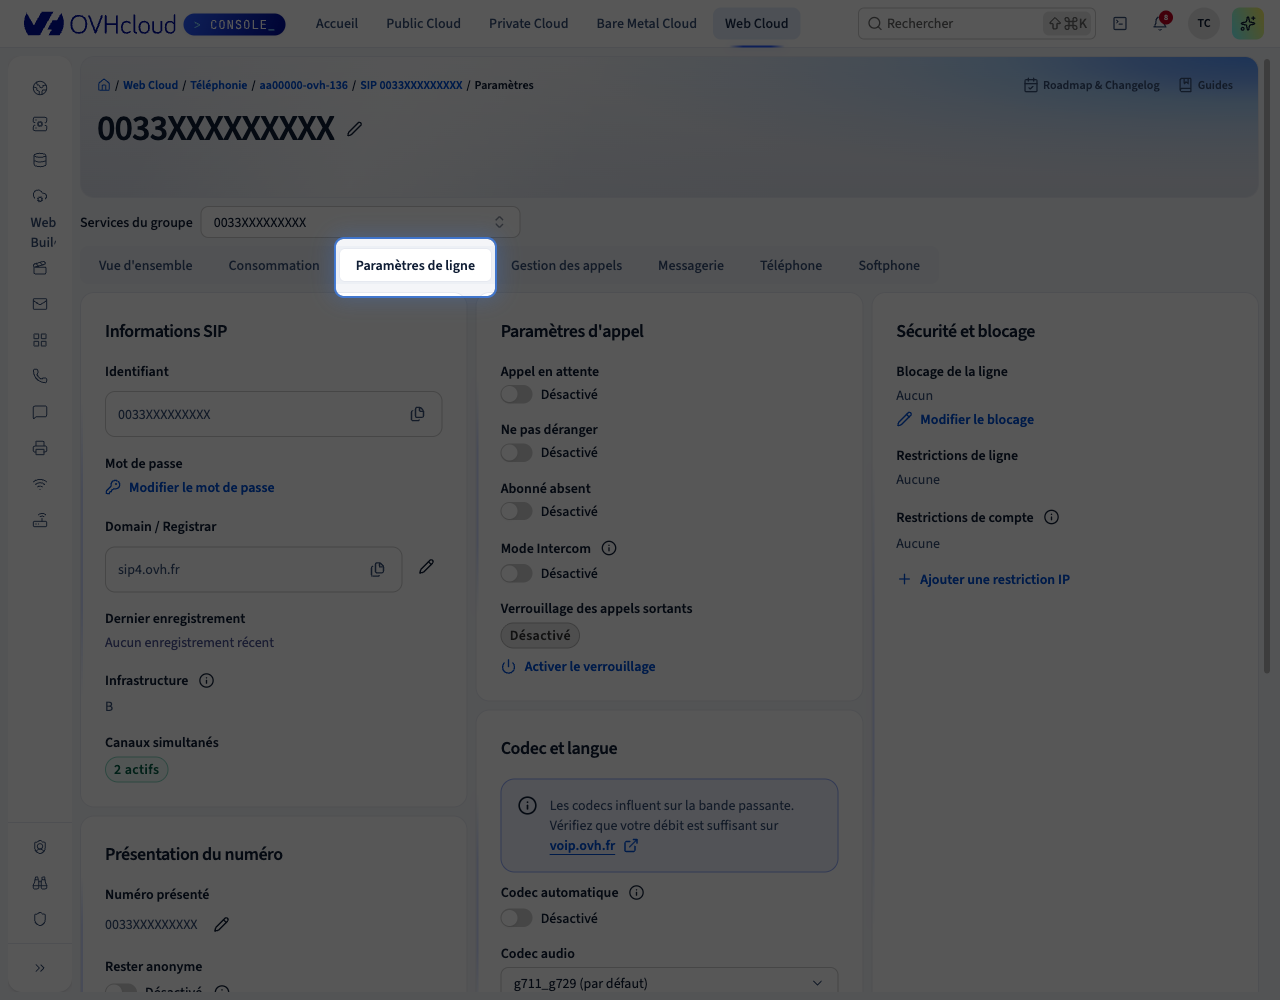 OVHcloud > CONSOLE_ Accueil Public Cloud Private Cloud Bare Metal Cloud Web Cloud Rechercher ⇧⌘K 8 TC
/ Web Cloud / Téléphonie / aa00000-ovh-136 / SIP 0033XXXXXXXXX / Paramètres
Roadmap & Changelog Guides
0033XXXXXXXXX
Services du groupe 0033XXXXXXXXX
Web
Buil
Vue d'ensemble Consommation Paramètres de ligne Gestion des appels Messagerie Téléphone Softphone
Informations SIP
Identifiant
0033XXXXXXXXX
Mot de passe
Modifier le mot de passe
Domain / Registrar
sip4.ovh.fr
Dernier enregistrement
Aucun enregistrement récent
Infrastructure
B
Canaux simultanés
2 actifs
Présentation du numéro
Numéro présenté
0033XXXXXXXXX
Rester anonyme
Désactivé
Paramètres d'appel
Appel en attente
Désactivé
Ne pas déranger
Désactivé
Abonné absent
Désactivé
Mode Intercom
Désactivé
Verrouillage des appels sortants
Désactivé
Activer le verrouillage
Codec et langue
Les codecs influent sur la bande passante.
Vérifiez que votre débit est suffisant sur
voip.ovh.fr
Codec automatique
Désactivé
Codec audio
g711_g729 (par défaut)
Sécurité et blocage
Blocage de la ligne
Aucun
Modifier le blocage
Restrictions de ligne
Aucune
Restrictions de compte
Aucune
Ajouter une restriction IP